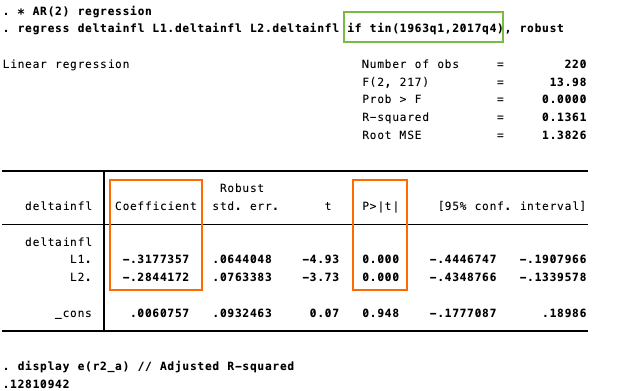 . * AR(2) regression
. regress deltainfl L1.deltainfl L2.deltainfl if tin(1963q1,2017q4), robust
Linear regression Number of obs = 220
F(2, 217) = 13.98
Prob > F = 0.0000
R-squared = 0.1361
Root MSE = 1.3826
Robust
deltainfl Coefficient std. err. t P>|t| [95% conf. interval]
deltainfl
L1. -.3177357 .0644048 -4.93 0.000 -.4446747 -.1907966
L2. -.2844172 .0763383 -3.73 0.000 -.4348766 -.1339578
_cons .0060757 .0932463 0.07 0.948 -.1777087 .18986
. display e(r2_a) // Adjusted R-squared
.12810942